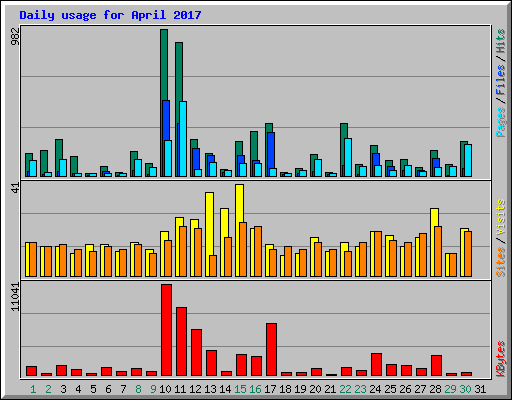 Daily usage for April 2017
982
Pages / Files / Hits
41
Sites / Visits
11041
KBytes
1 2 3 4 5 6 7 8 9 10 11 12 13 14 15 16 17 18 19 20 21 22 23 24 25 26 27 28 29 30 31